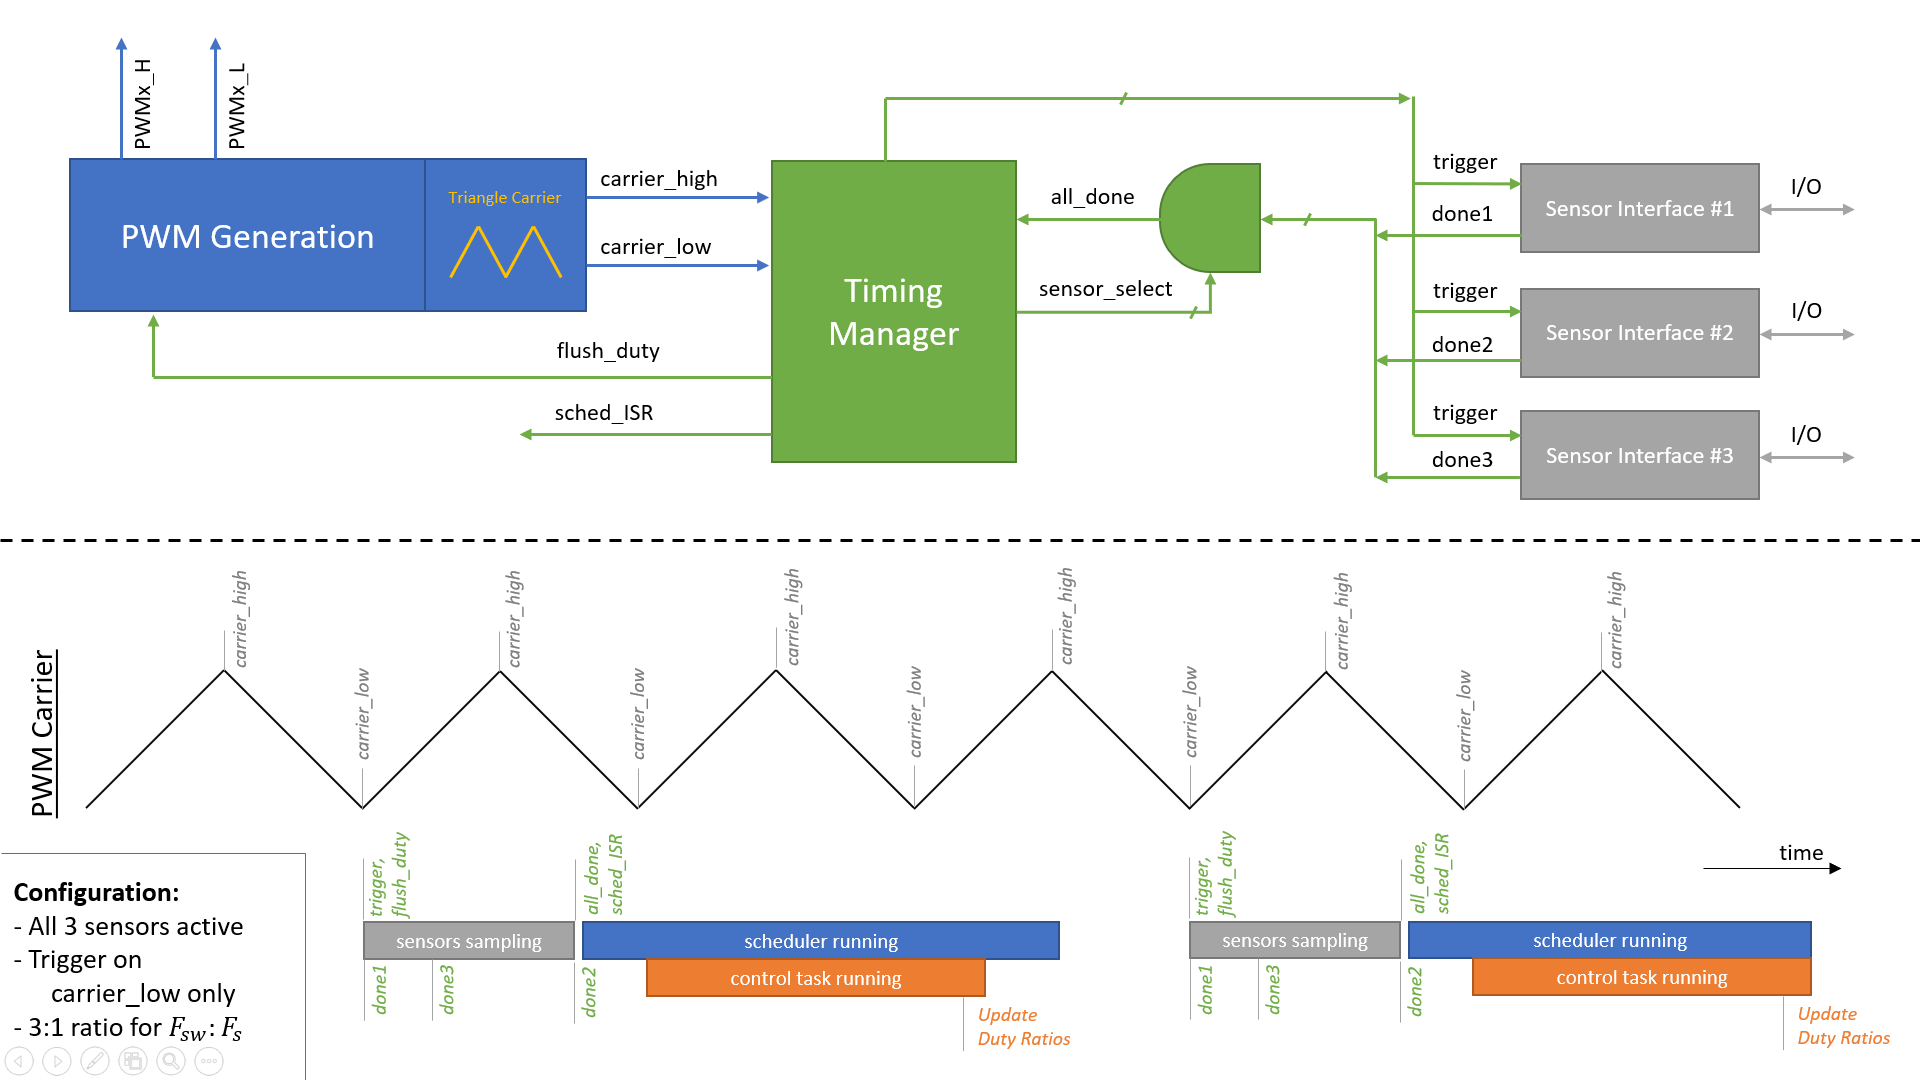 PWMx_H
PWMx_L
PWM Generation
Triangle Carrier
carrier_high
carrier_low
flush_duty
sched_ISR
Timing
Manager
all_done
sensor_select
trigger
done1
Sensor Interface #1
I/O
trigger
done2
Sensor Interface #2
I/O
trigger
done3
Sensor Interface #3
I/O
PWM Carrier
carrier_high
carrier_low
carrier_high
carrier_low
carrier_high
carrier_low
carrier_high
carrier_low
carrier_high
carrier_low
carrier_high
time
trigger,
flush_duty
all_done,
sched_ISR
sensors sampling
scheduler running
control task running
done1
done3
done2
Update
Duty Ratios
trigger,
flush_duty
all_done,
sched_ISR
sensors sampling
scheduler running
control task running
done1
done3
done2
Update
Duty Ratios
Configuration:
- All 3 sensors active
- Trigger on
carrier_low only
- 3:1 ratio for F_sw: F_s